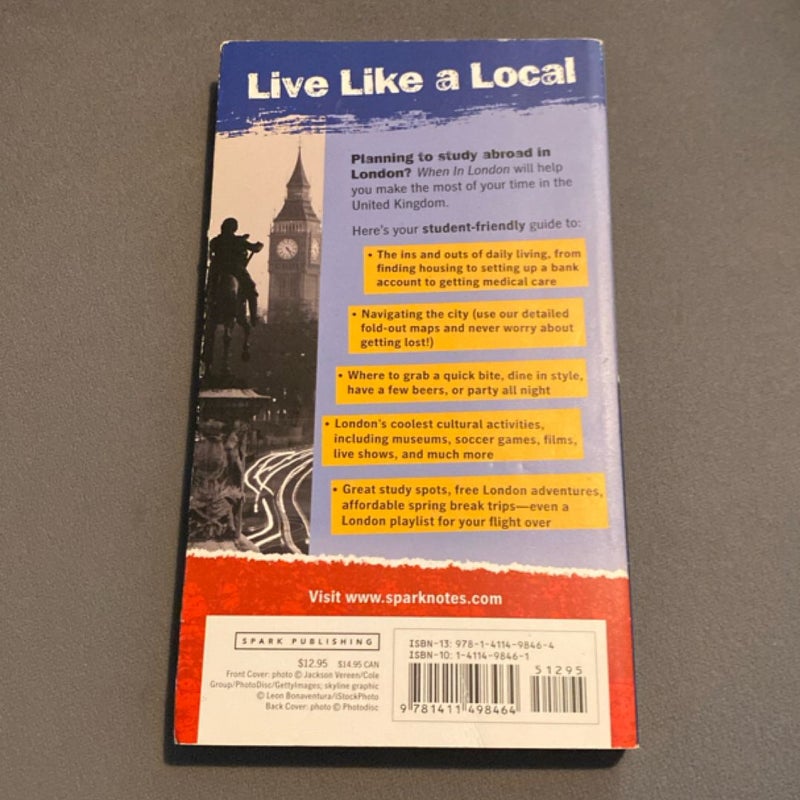 Live Like a Local
Planning to study abroad in
London? When In London will help
you make the most of your time in the
United Kingdom.
Here's your student-friendly guide to:
• The ins and outs of daily living, from
finding housing to setting up a bank
account to getting medical care
• Navigating the city (use our detailed
fold-out maps and never worry about
getting lost!)
• Where to grab a quick bite, dine in style,
have a few beers, or party all night
• London's coolest cultural activities,
including museums, soccer games, films,
live shows, and much more
• Great study spots, free London adventures,
affordable spring break trips—even a
London playlist for your flight over
Visit www.sparknotes.com
SPARK PUBLISHING
$12.95 $14.95 CAN
Front Cover: photo © Jackson Vereen/Cole
Group/PhotoDisc/GettyImages; skyline graphic
© Leon Bonaventura/iStockPhoto
Back Cover: photo © Photodisc
ISBN-13: 978-1-4114-9846-4
ISBN-10: 1-4114-9846-1
51295
9 781411 498464